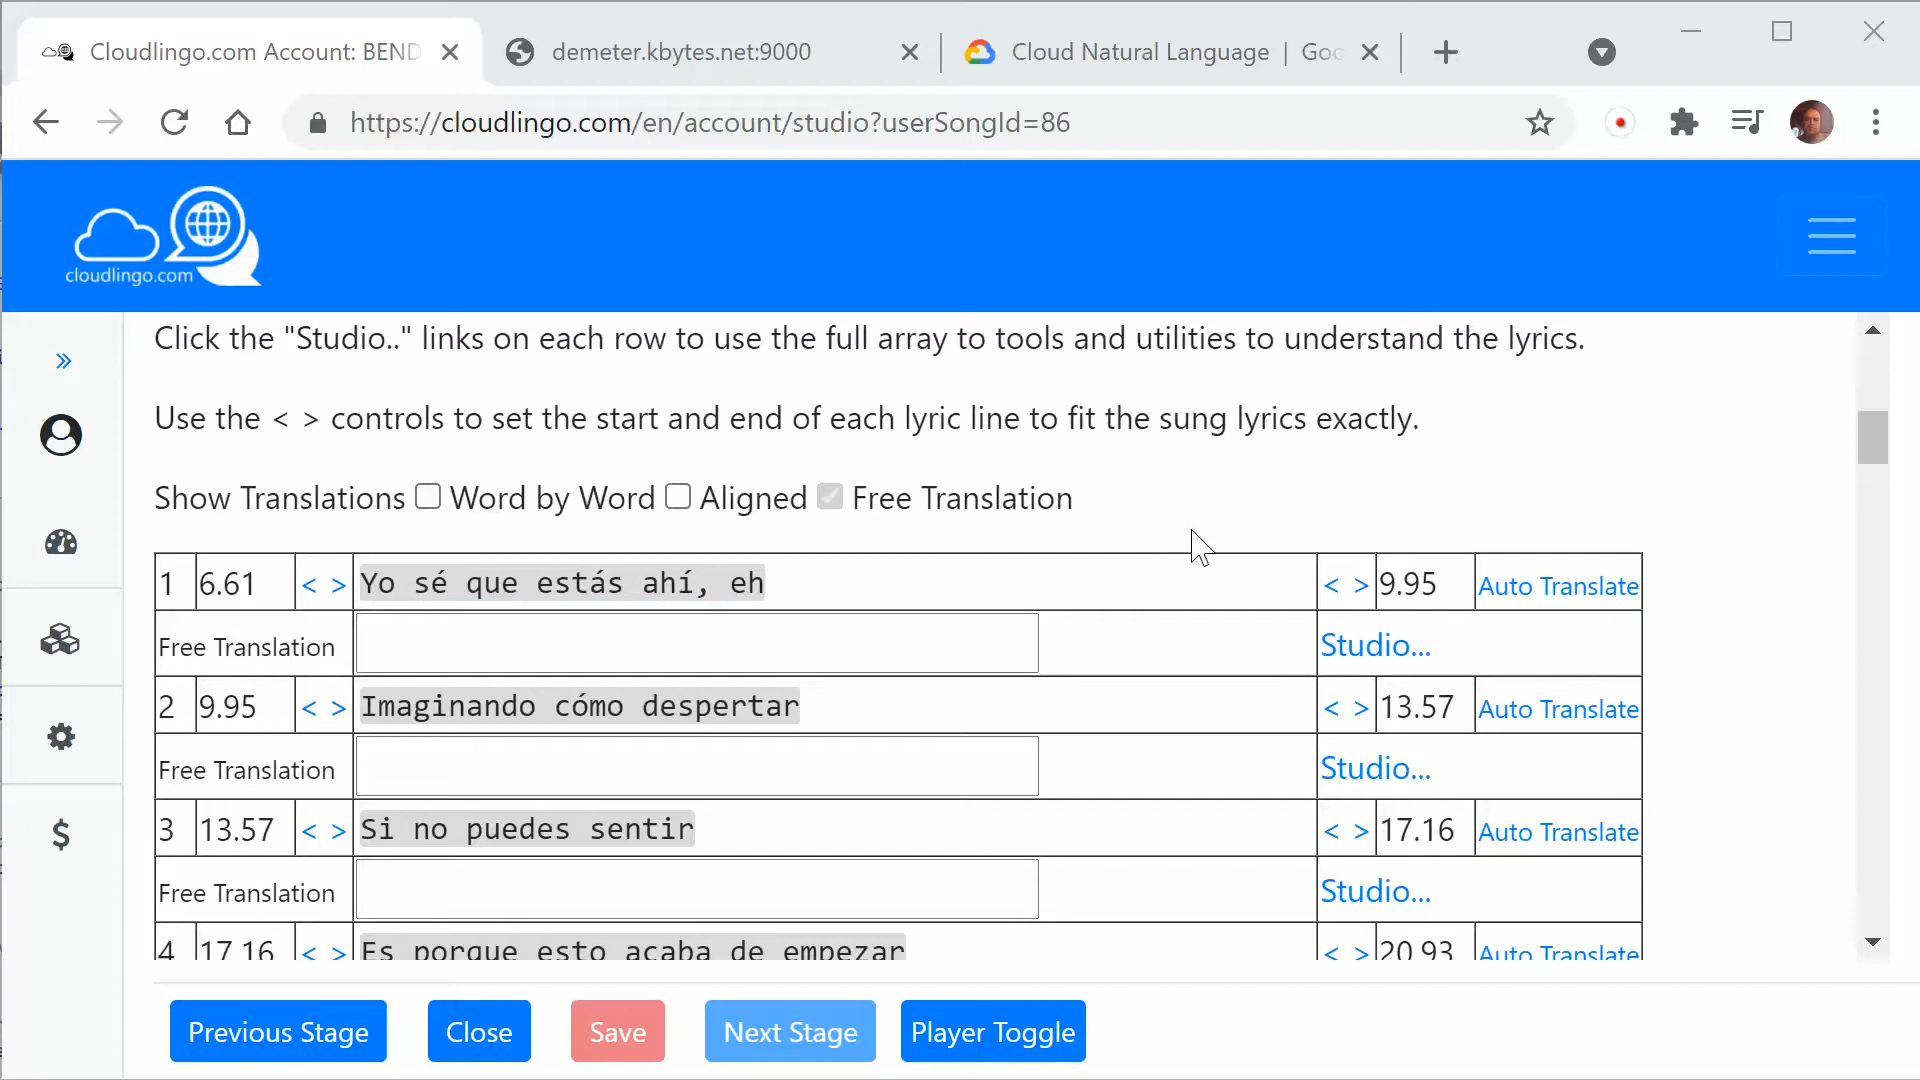 Cloudlingo.com Account: BEND
demeter.kbytes.net:9000
Cloud Natural Language | Goo
https://cloudlingo.com/en/account/studio?userSongId=86
cloudlingo.com
Click the "Studio.." links on each row to use the full array to tools and utilities to understand the lyrics.
Use the < > controls to set the start and end of each lyric line to fit the sung lyrics exactly.
Show Translations Word by Word Aligned Free Translation
1 6.61 < > Yo sé que estás ahí, eh < > 9.95 Auto Translate
Free Translation Studio...
2 9.95 < > Imaginando cómo despertar < > 13.57 Auto Translate
Free Translation Studio...
3 13.57 < > Si no puedes sentir < > 17.16 Auto Translate
Free Translation Studio...
4 17.16 < > Es porque esto acaba de empezar < > 20.93 Auto Translate
Previous Stage Close Save Next Stage Player Toggle